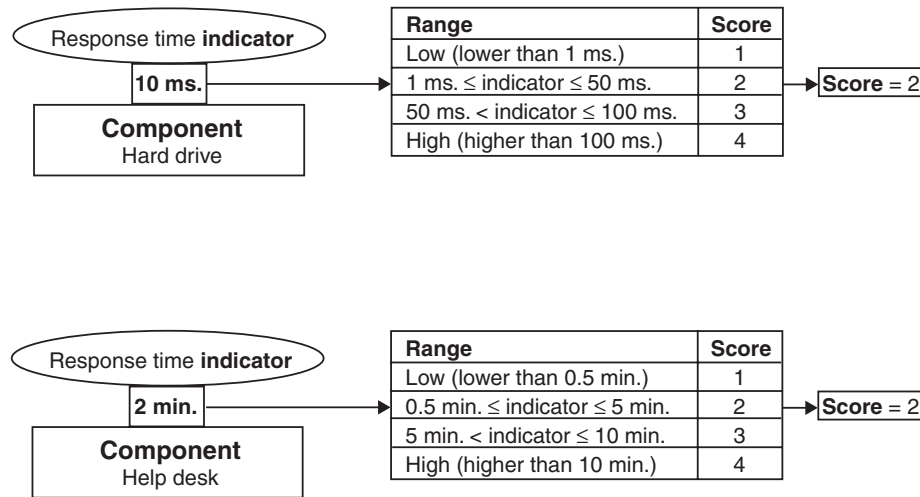 Response time indicator
10 ms.
Component
Hard drive
Range Score
Low (lower than 1 ms.) 1
1 ms. ≤ indicator ≤ 50 ms. 2
50 ms. < indicator ≤ 100 ms. 3
High (higher than 100 ms.) 4
Score = 2
Response time indicator
2 min.
Component
Help desk
Range Score
Low (lower than 0.5 min.) 1
0.5 min. ≤ indicator ≤ 5 min. 2
5 min. < indicator ≤ 10 min. 3
High (higher than 10 min.) 4
Score = 2